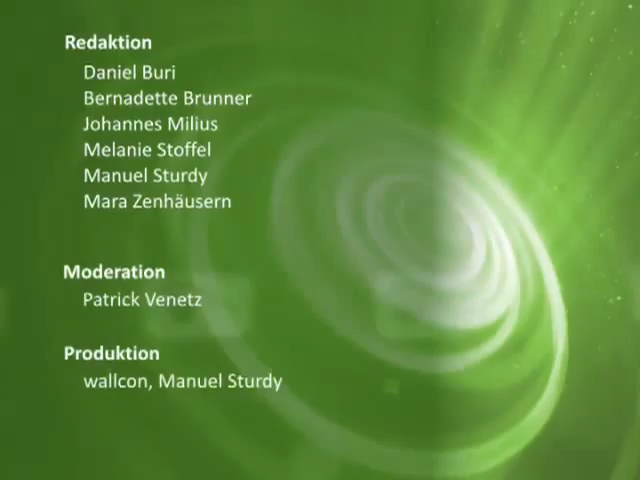 Redaktion
Daniel Buri
Bernadette Brunner
Johannes Milius
Melanie Stoffel
Manuel Sturdy
Mara Zenhäusern
Moderation
Patrick Venetz
Produktion
wallcon, Manuel Sturdy